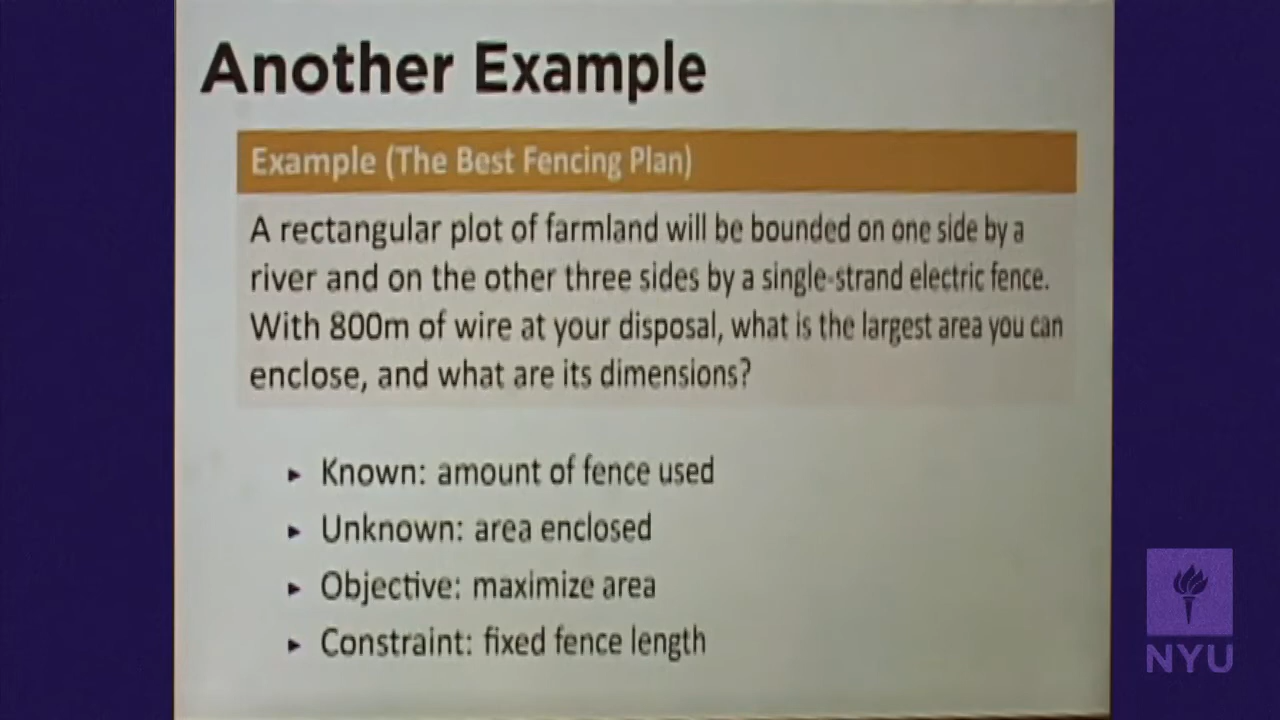 Another Example
Example (The Best Fencing Plan)
A rectangular plot of farmland will be bounded on one side by a
river and on the other three sides by a single-strand electric fence.
With 800m of wire at your disposal, what is the largest area you can
enclose, and what are its dimensions?
▸ Known: amount of fence used
▸ Unknown: area enclosed
▸ Objective: maximize area
▸ Constraint: fixed fence length
NYU